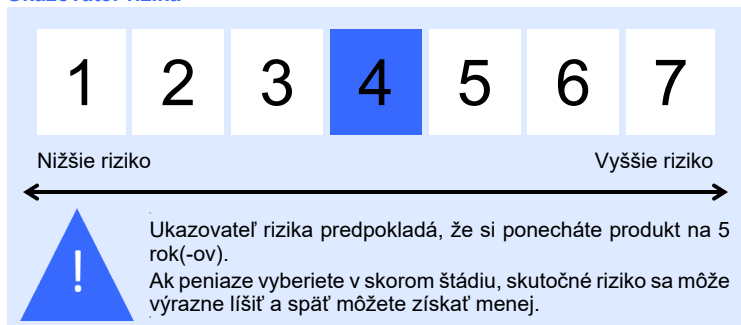 1 2 3 4 5 6 7
Nižšie riziko Vyššie riziko
!
Ukazovateľ rizika predpokladá, že si ponecháte produkt na 5
rok(-ov).
Ak peniaze vyberiete v skorom štádiu, skutočné riziko sa môže
výrazne líšiť a späť môžete získať menej.